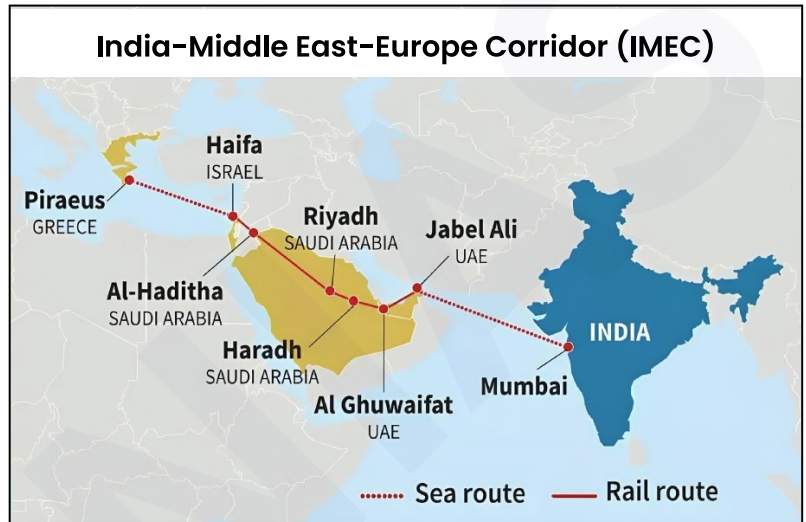 India-Middle East-Europe Corridor (IMEC)
Haifa
ISRAEL
Piraeus
GREECE
Riyadh
SAUDI ARABIA
Jabel Ali
UAE
Al-Haditha
SAUDI ARABIA
INDIA
Haradh
SAUDI ARABIA
Mumbai
Al Ghuwaifat
UAE
Sea route
Rail route